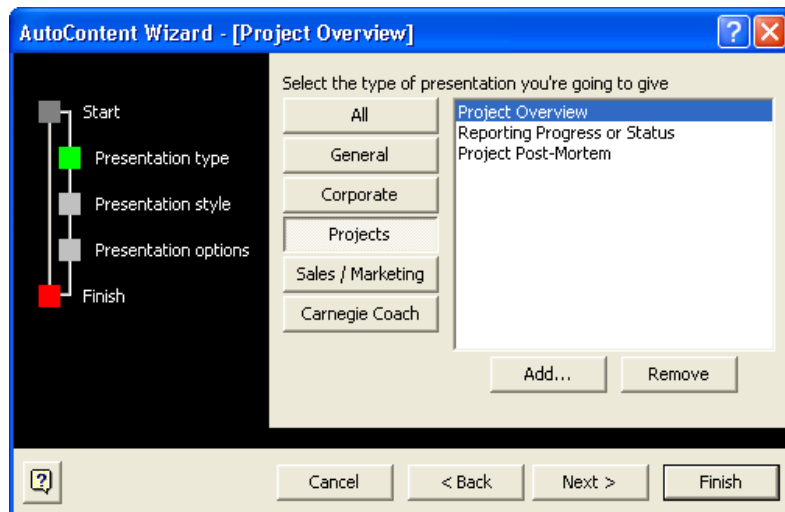 AutoContent Wizard - [Project Overview]
Start
Presentation type
Presentation style
Presentation options
Finish
Select the type of presentation you're going to give
All
General
Corporate
Projects
Sales / Marketing
Carnegie Coach
Project Overview
Reporting Progress or Status
Project Post-Mortem
Add...
Remove
Cancel
< Back
Next >
Finish